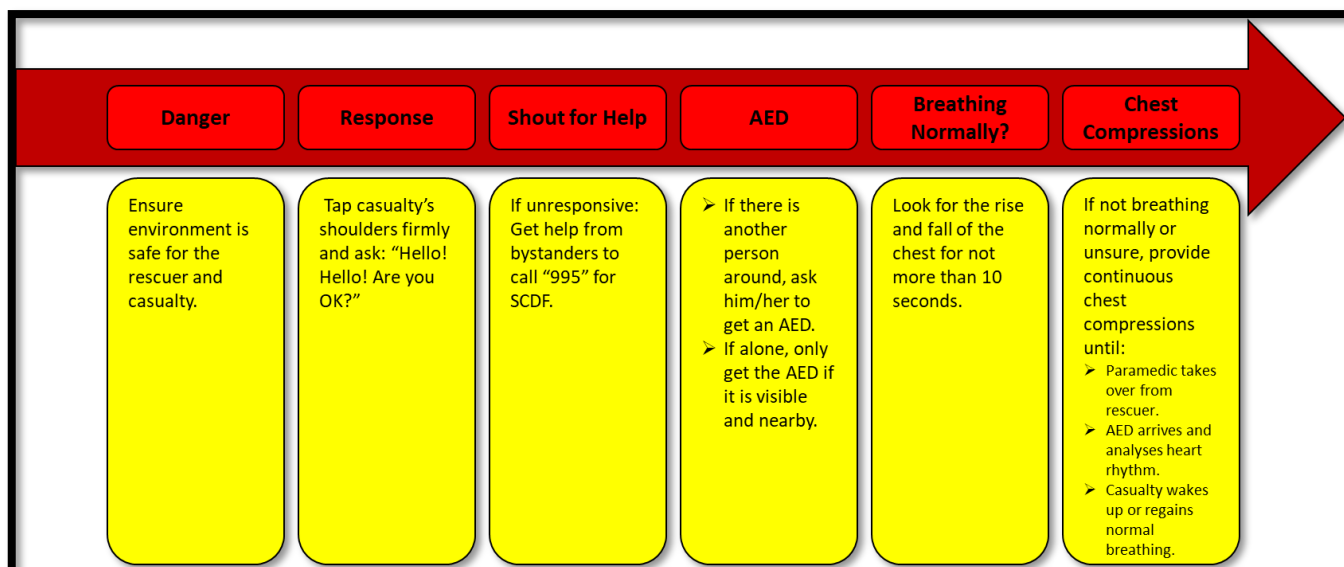 Danger
Response
Shout for Help
AED
Breathing
Normally?
Chest
Compressions
Ensure
environment is
safe for the
rescuer and
casualty.
Tap casualty’s
shoulders firmly
and ask: “Hello!
Hello! Are you
OK?”
If unresponsive:
Get help from
bystanders to
call “995” for
SCDF.
➢ If there is
another
person
around, ask
him/her to
get an AED.
➢ If alone, only
get the AED if
it is visible
and nearby.
Look for the rise
and fall of the
chest for not
more than 10
seconds.
If not breathing
normally or
unsure, provide
continuous
chest
compressions
until:
➢ Paramedic takes
over from
rescuer.
➢ AED arrives and
analyses heart
rhythm.
➢ Casualty wakes
up or regains
normal
breathing.